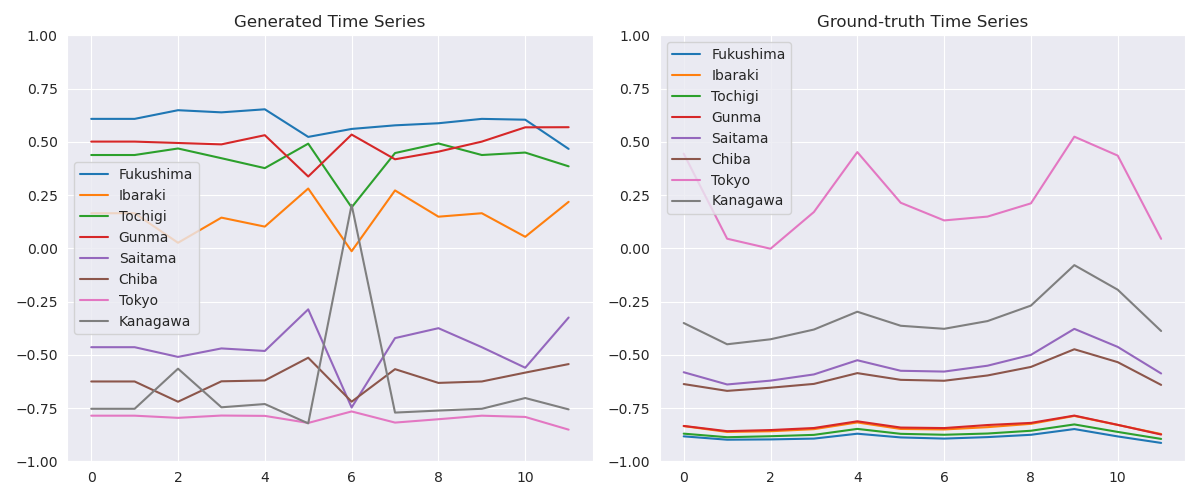 Generated Time Series
1.00
0.75
0.50
0.25
0.00
−0.25
−0.50
−0.75
−1.00
Fukushima
Ibaraki
Tochigi
Gunma
Saitama
Chiba
Tokyo
Kanagawa
0 2 4 6 8 10
Ground-truth Time Series
1.00
0.75
0.50
0.25
0.00
−0.25
−0.50
−0.75
−1.00
Fukushima
Ibaraki
Tochigi
Gunma
Saitama
Chiba
Tokyo
Kanagawa
0 2 4 6 8 10